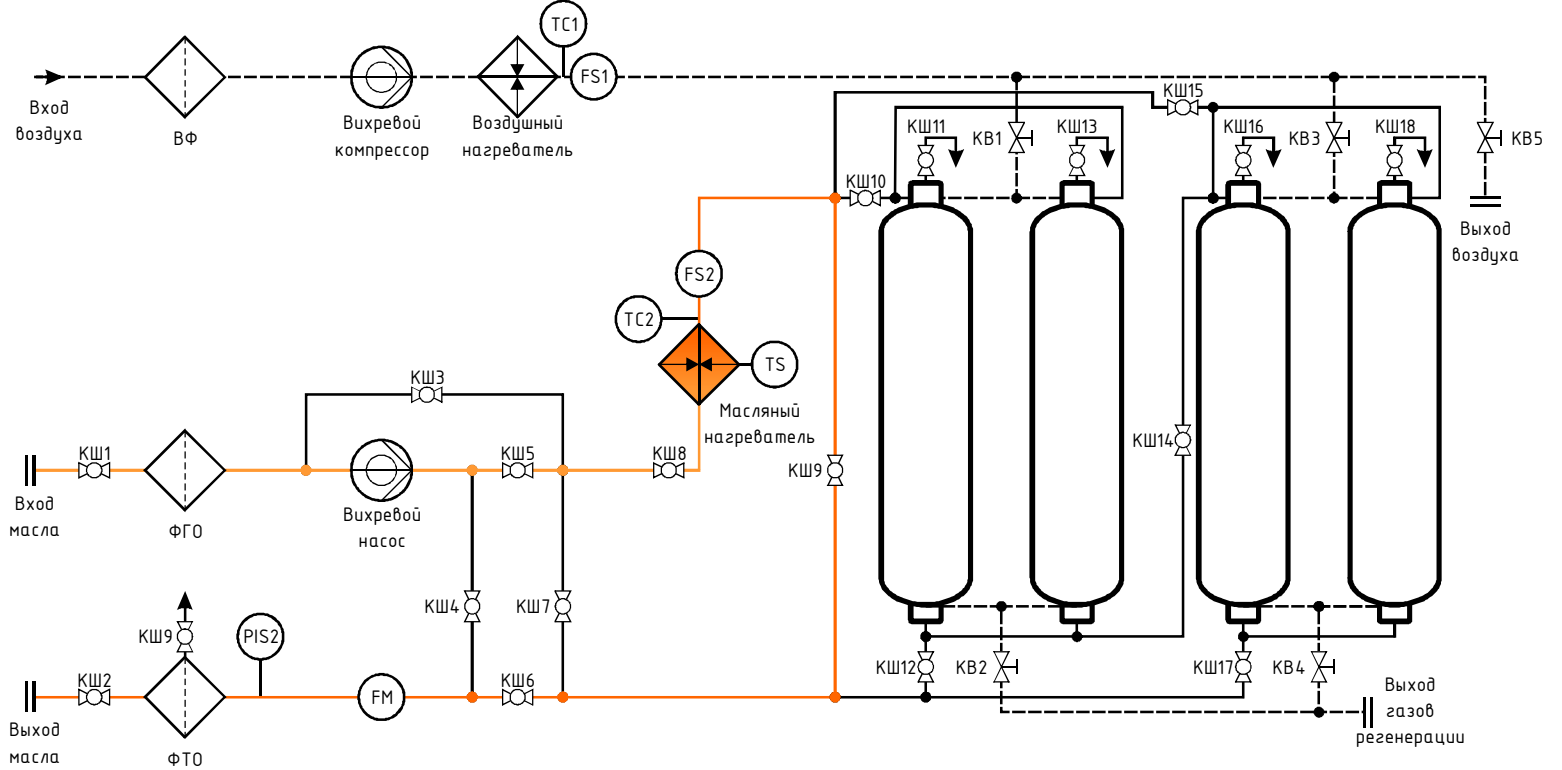 TC1
FS1
Вход
воздуха
ВФ
Вихревой
компрессор
Воздушный
нагреватель
КШ15
КШ11
КВ1
КШ13
КШ16
КВ3
КШ18
КВ5
КШ10
Выход
воздуха
FS2
TC2
TS
Масляный
нагреватель
КШ3
КШ1
КШ5
КШ8
КШ9
КШ14
Вход
масла
ФГО
Вихревой
насос
КШ4
КШ7
КШ9
PIS2
КШ2
FM
КШ6
КШ12
КВ2
КШ17
КВ4
Выход
газов
регенерации
Выход
масла
ФТО